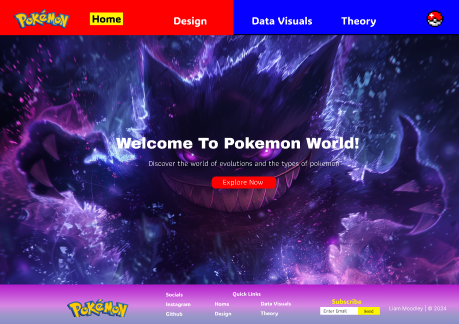 Pokémon
Home
Design
Data Visuals
Theory
Welcome To Pokemon World!
Discover the world of evolutions and the types of pokemon
Explore Now
Pokémon
Socials
Instagram
Github
Quick Links
Home
Data Visuals
Design
Theory
Subscribe
Enter Email
Liam Moodley | © 2024